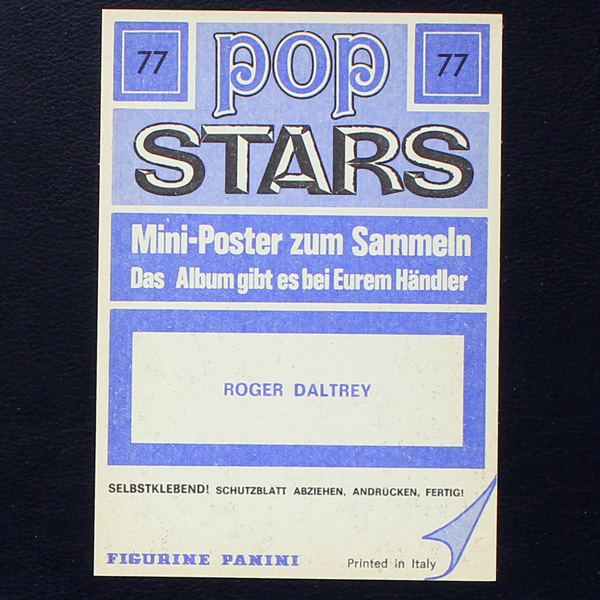 77
pop
77
STARS
Mini-Poster zum Sammeln
Das Album gibt es bei Eurem Händler
ROGER DALTREY
SELBSTKLEBEND! SCHUTZBLATT ABZIEHEN, ANDRÜCKEN, FERTIG!
FIGURINE PANINI
Printed in Italy